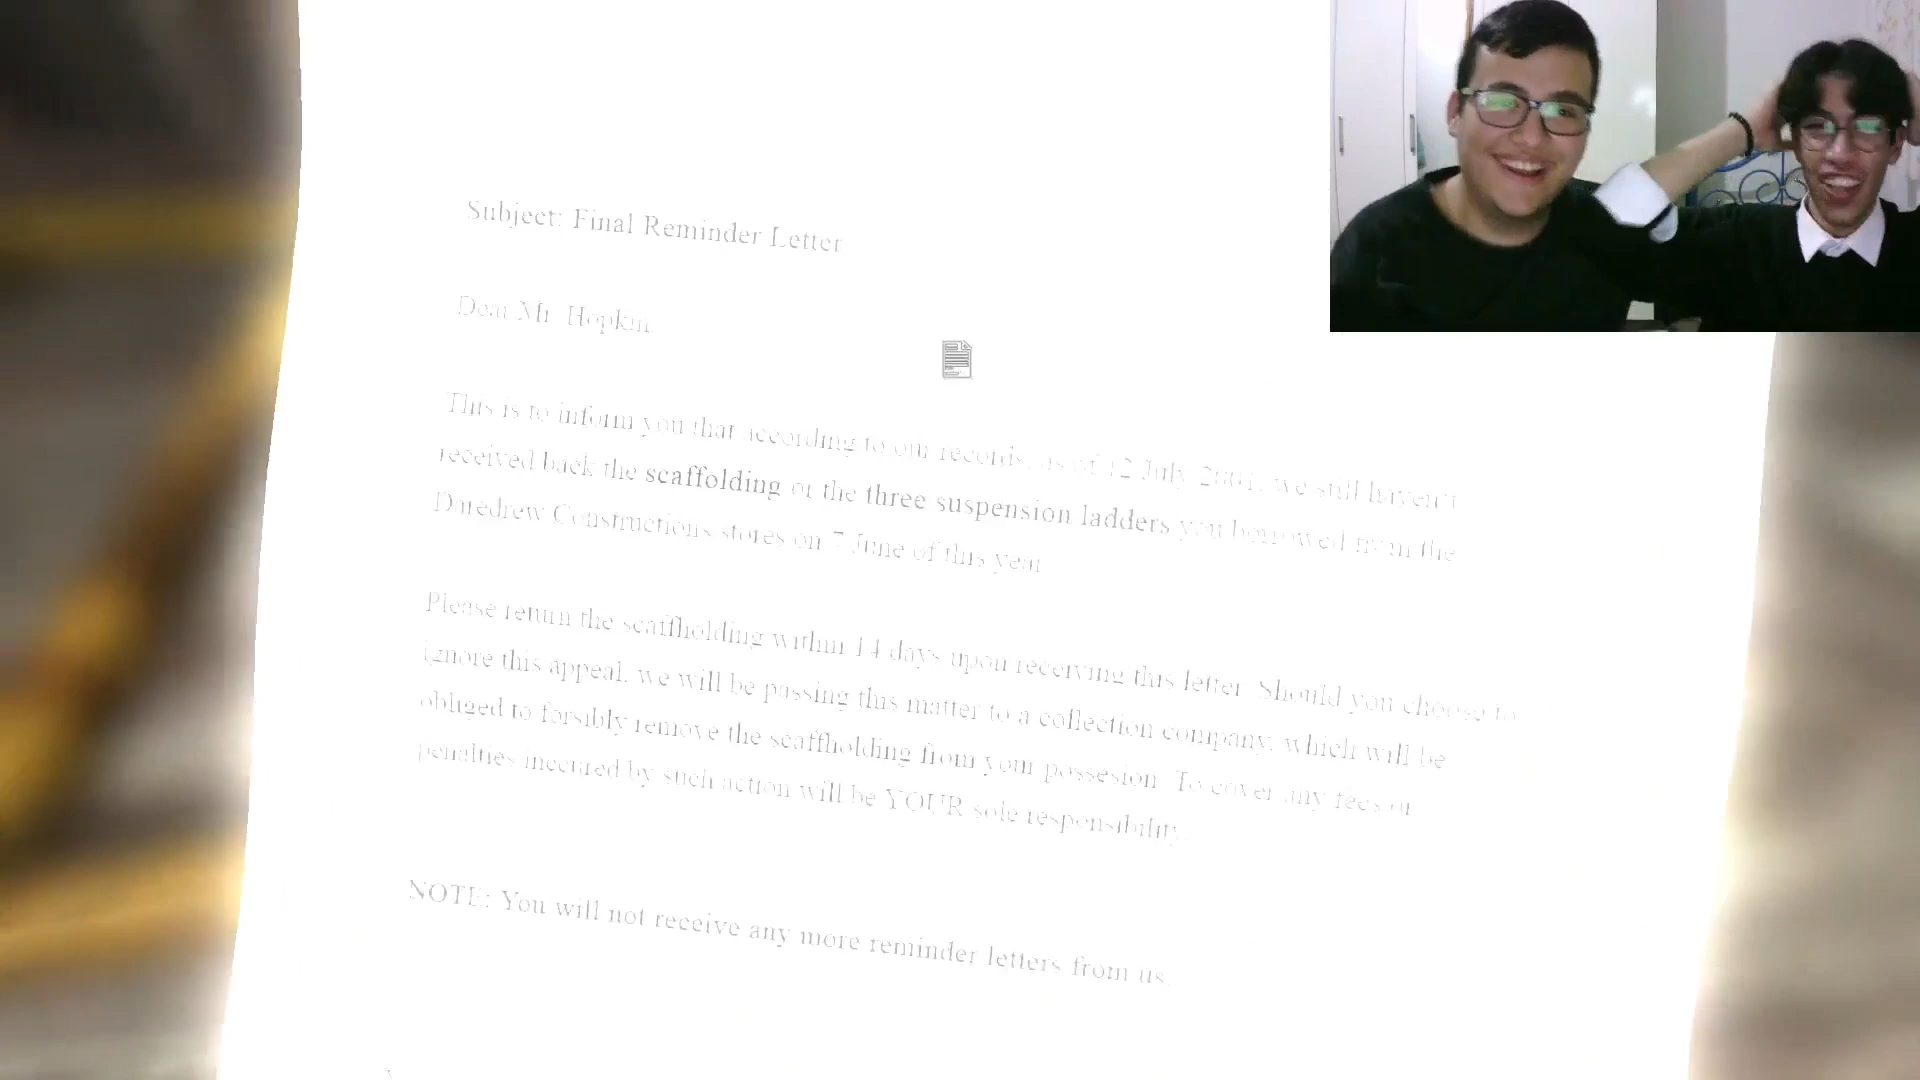 Subject: Final Reminder Letter
Dear Mr. Hopkin,
This is to inform you that according to our records, as of 12 July 2001, we still haven't
received back the scaffolding or the three suspension ladders you borrowed from the
Daredrew Constructions stores on 7 June of this year
Please return the scaffholding within 14 days upon receiving this letter. Should you choose to
ignore this appeal, we will be passing this matter to a collection company, which will be
obliged to forsibly remove the scaffholding from your possesion. To cover any fees or
penalties inccured by such action will be YOUR sole responsibility.
NOTE: You will not receive any more reminder letters from us.